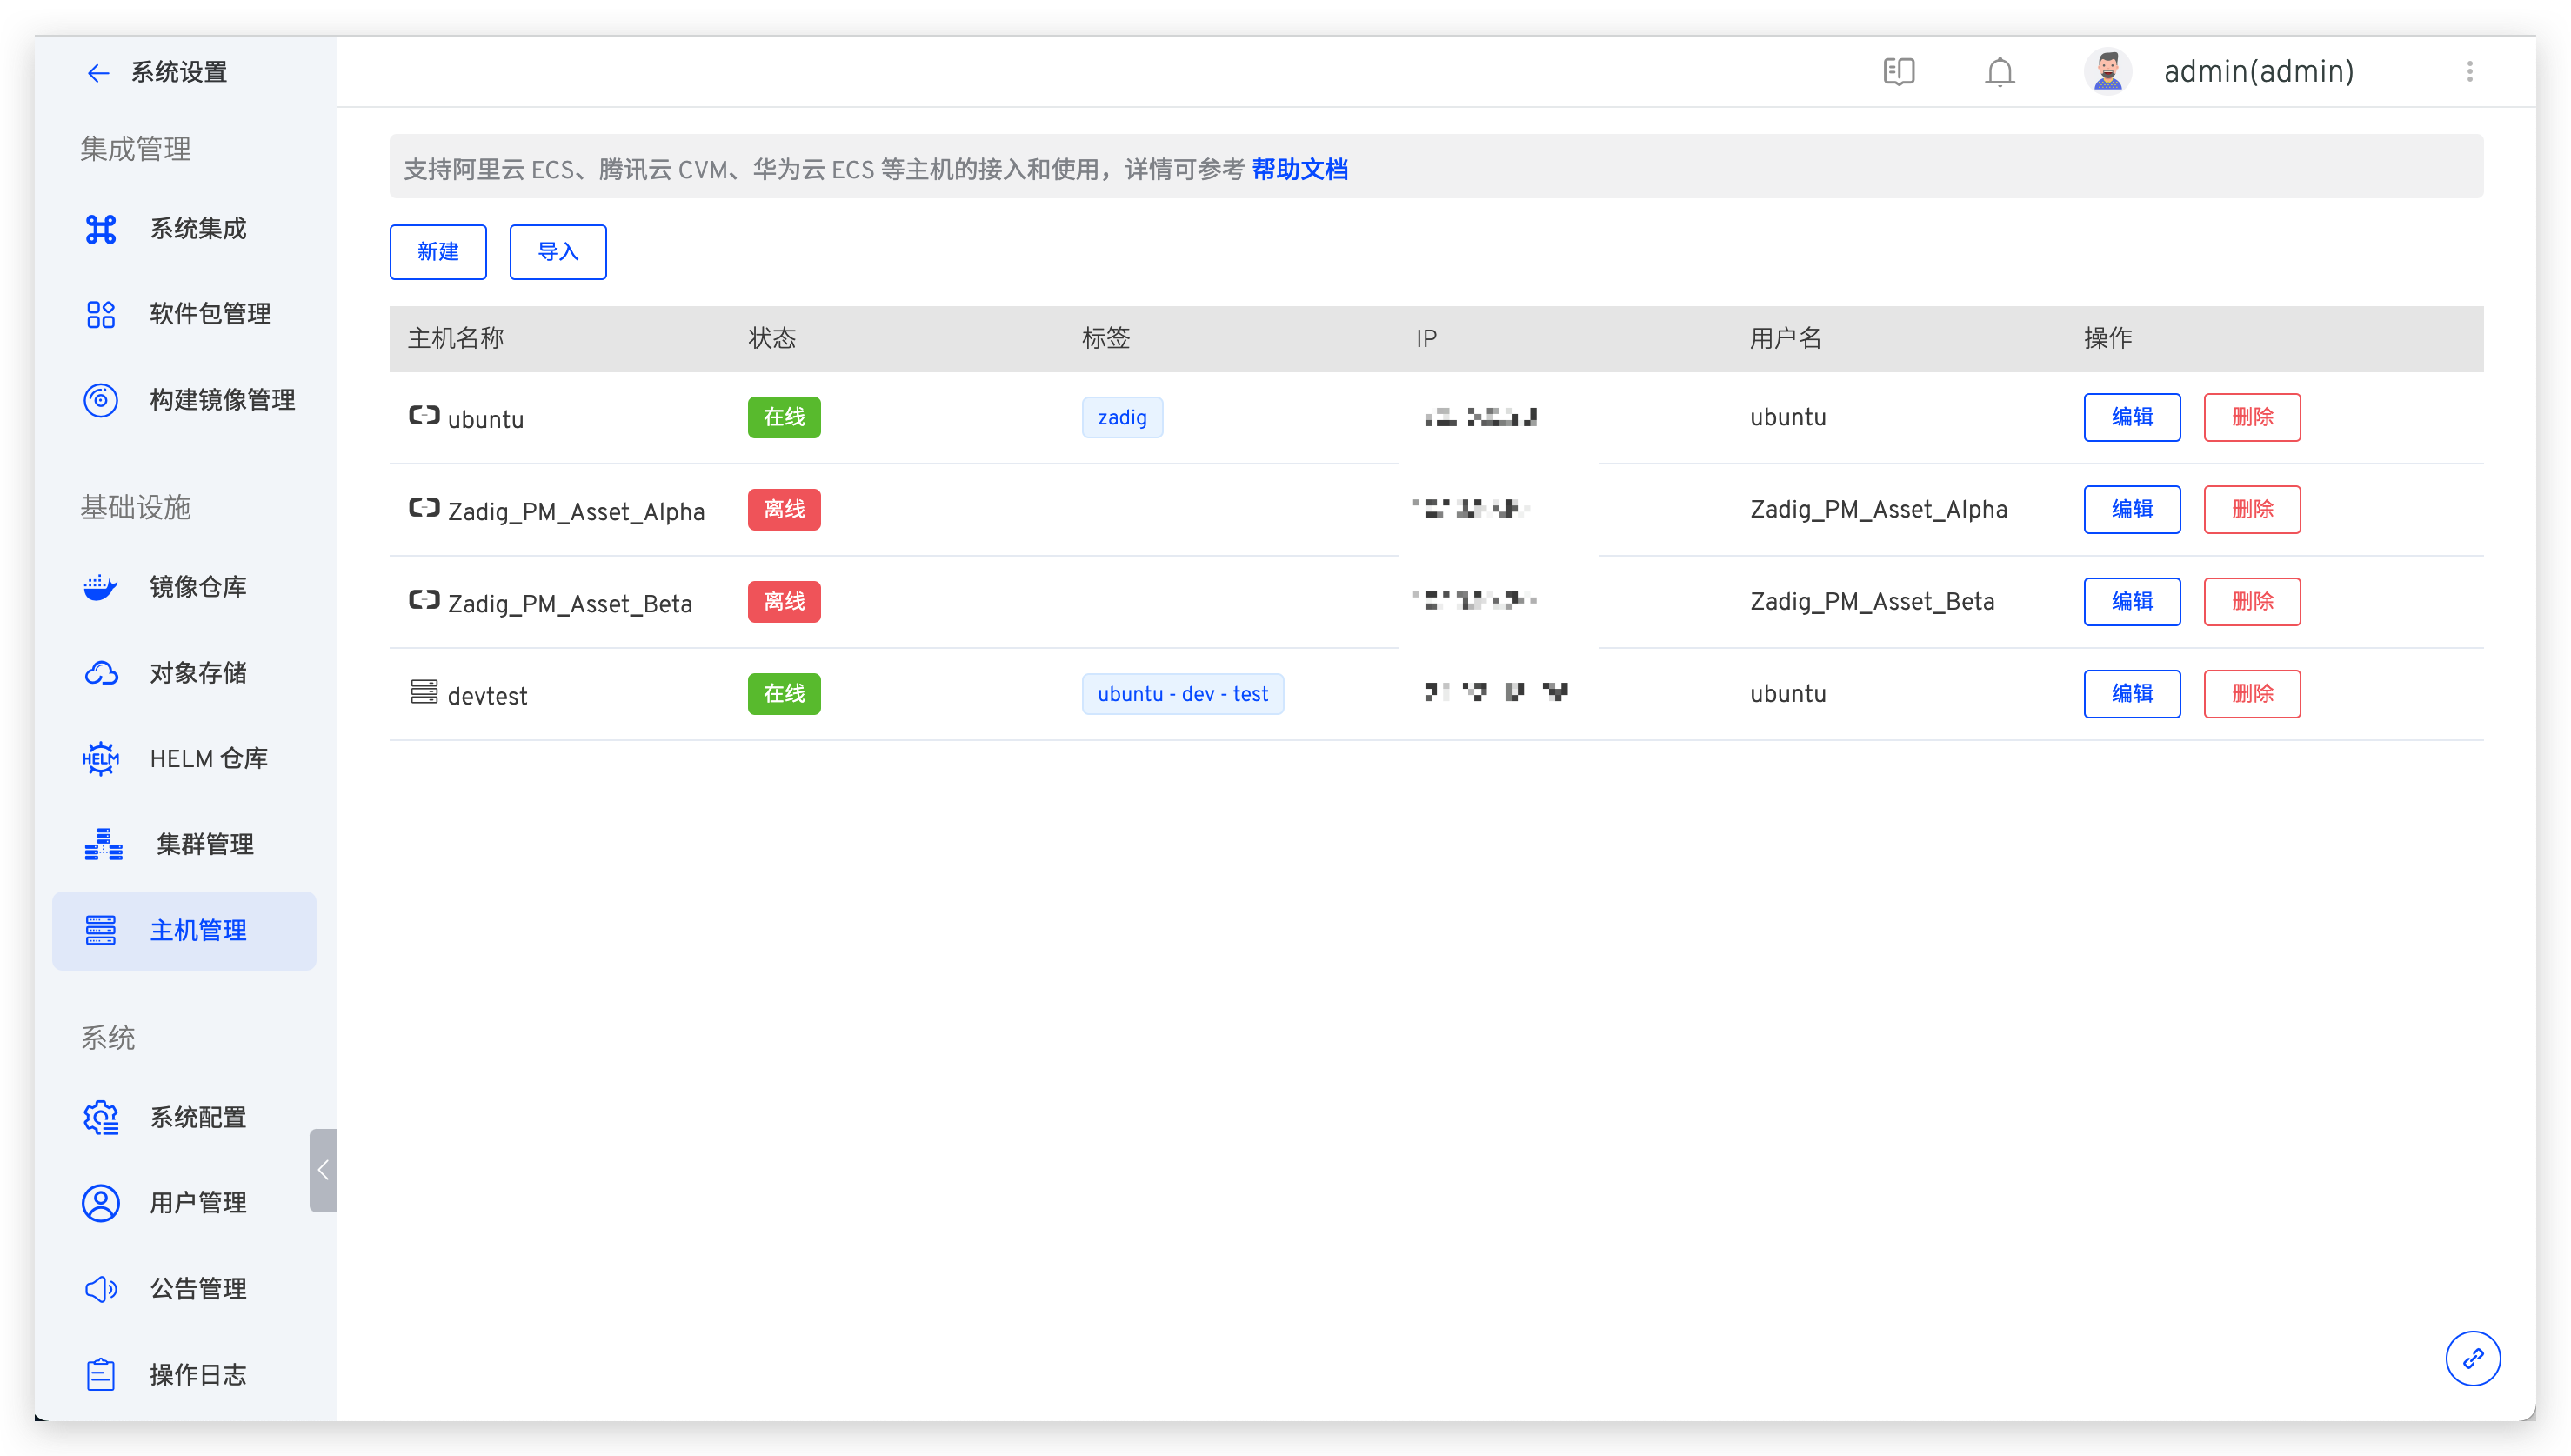 系统设置
admin(admin)
集成管理
系统集成
软件包管理
构建镜像管理
基础设施
镜像仓库
对象存储
HELM
HELM 仓库
集群管理
主机管理
系统
系统配置
用户管理
公告管理
操作日志
支持阿里云 ECS、腾讯云 CVM、华为云 ECS 等主机的接入和使用，详情可参考 帮助文档
新建 导入
主机名称 状态 标签 IP 用户名 操作
ubuntu 在线 zadig ubuntu 编辑 删除
Zadig_PM_Asset_Alpha 离线 Zadig_PM_Asset_Alpha 编辑 删除
Zadig_PM_Asset_Beta 离线 Zadig_PM_Asset_Beta 编辑 删除
devtest 在线 ubuntu - dev - test ubuntu 编辑 删除